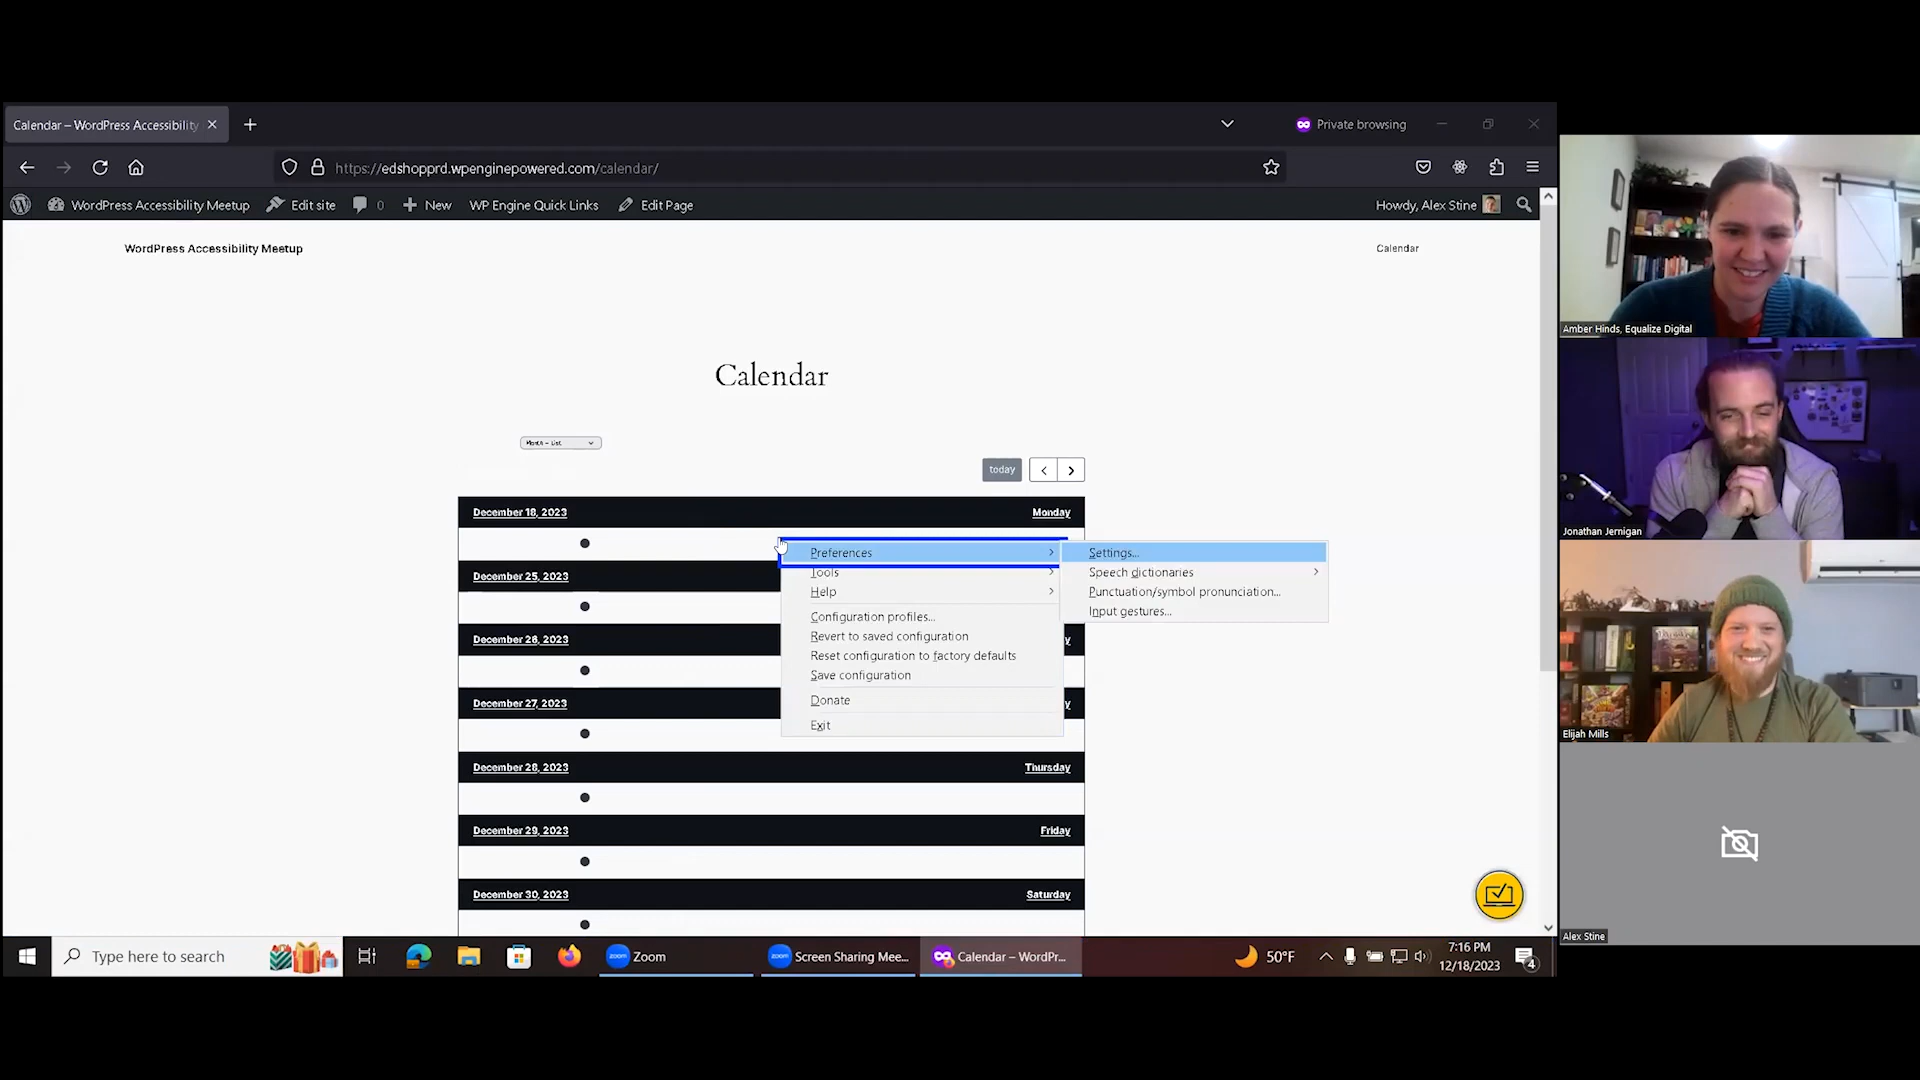 Calendar – WordPress Accessibility
Private browsing
https://edshopprd.wpenginepowered.com/calendar/
WordPress Accessibility Meetup
Edit site
0
New
WP Engine Quick Links
Edit Page
Howdy, Alex Stine
WordPress Accessibility Meetup
Calendar
Calendar
Month – List
today
December 18, 2023
Monday
December 25, 2023
December 26, 2023
y
December 27, 2023
y
December 28, 2023
Thursday
December 29, 2023
Friday
December 30, 2023
Saturday
Preferences
Tools
Help
Configuration profiles...
Revert to saved configuration
Reset configuration to factory defaults
Save configuration
Donate
Exit
Settings...
Speech dictionaries
Punctuation/symbol pronunciation...
Input gestures...
Amber Hinds, Equalize Digital
Jonathan Jernigan
Elijah Mills
Alex Stine
Type here to search
zoom
Zoom
zoom
Screen Sharing Mee...
Calendar – WordPr...
50°F
7:16 PM
12/18/2023
4